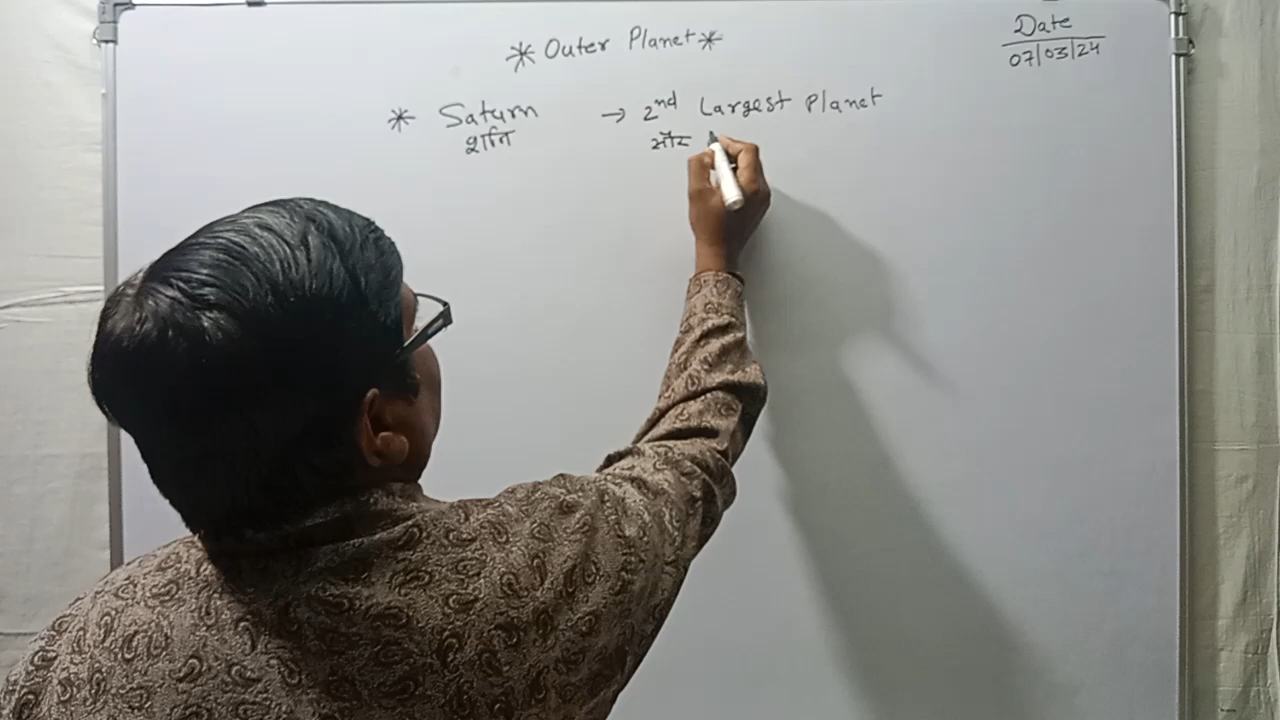 * Outer Planet *
Date
07/03/24
* Saturn → 2nd Largest Planet
शनि सौर